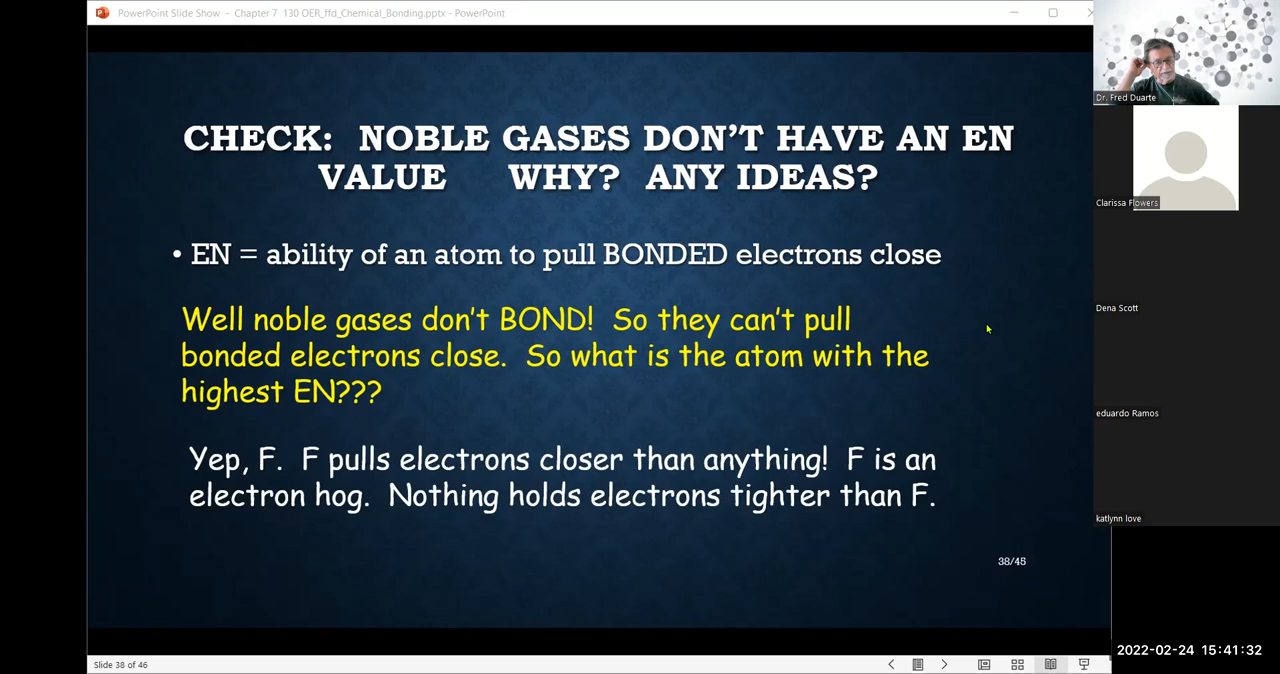 PowerPoint Slide Show - Chapter 7 130 OER_ffd_Chemical_Bonding.pptx - PowerPoint
CHECK: NOBLE GASES DON'T HAVE AN EN
VALUE WHY? ANY IDEAS?
• EN = ability of an atom to pull BONDED electrons close
Well noble gases don't BOND! So they can't pull
bonded electrons close. So what is the atom with the
highest EN???
Yep, F. F pulls electrons closer than anything! F is an
electron hog. Nothing holds electrons tighter than F.
38/45
Slide 38 of 46
Dr. Fred Duarte
Clarissa Flowers
Dena Scott
eduardo Ramos
katlynn love
2022-02-24 15:41:32